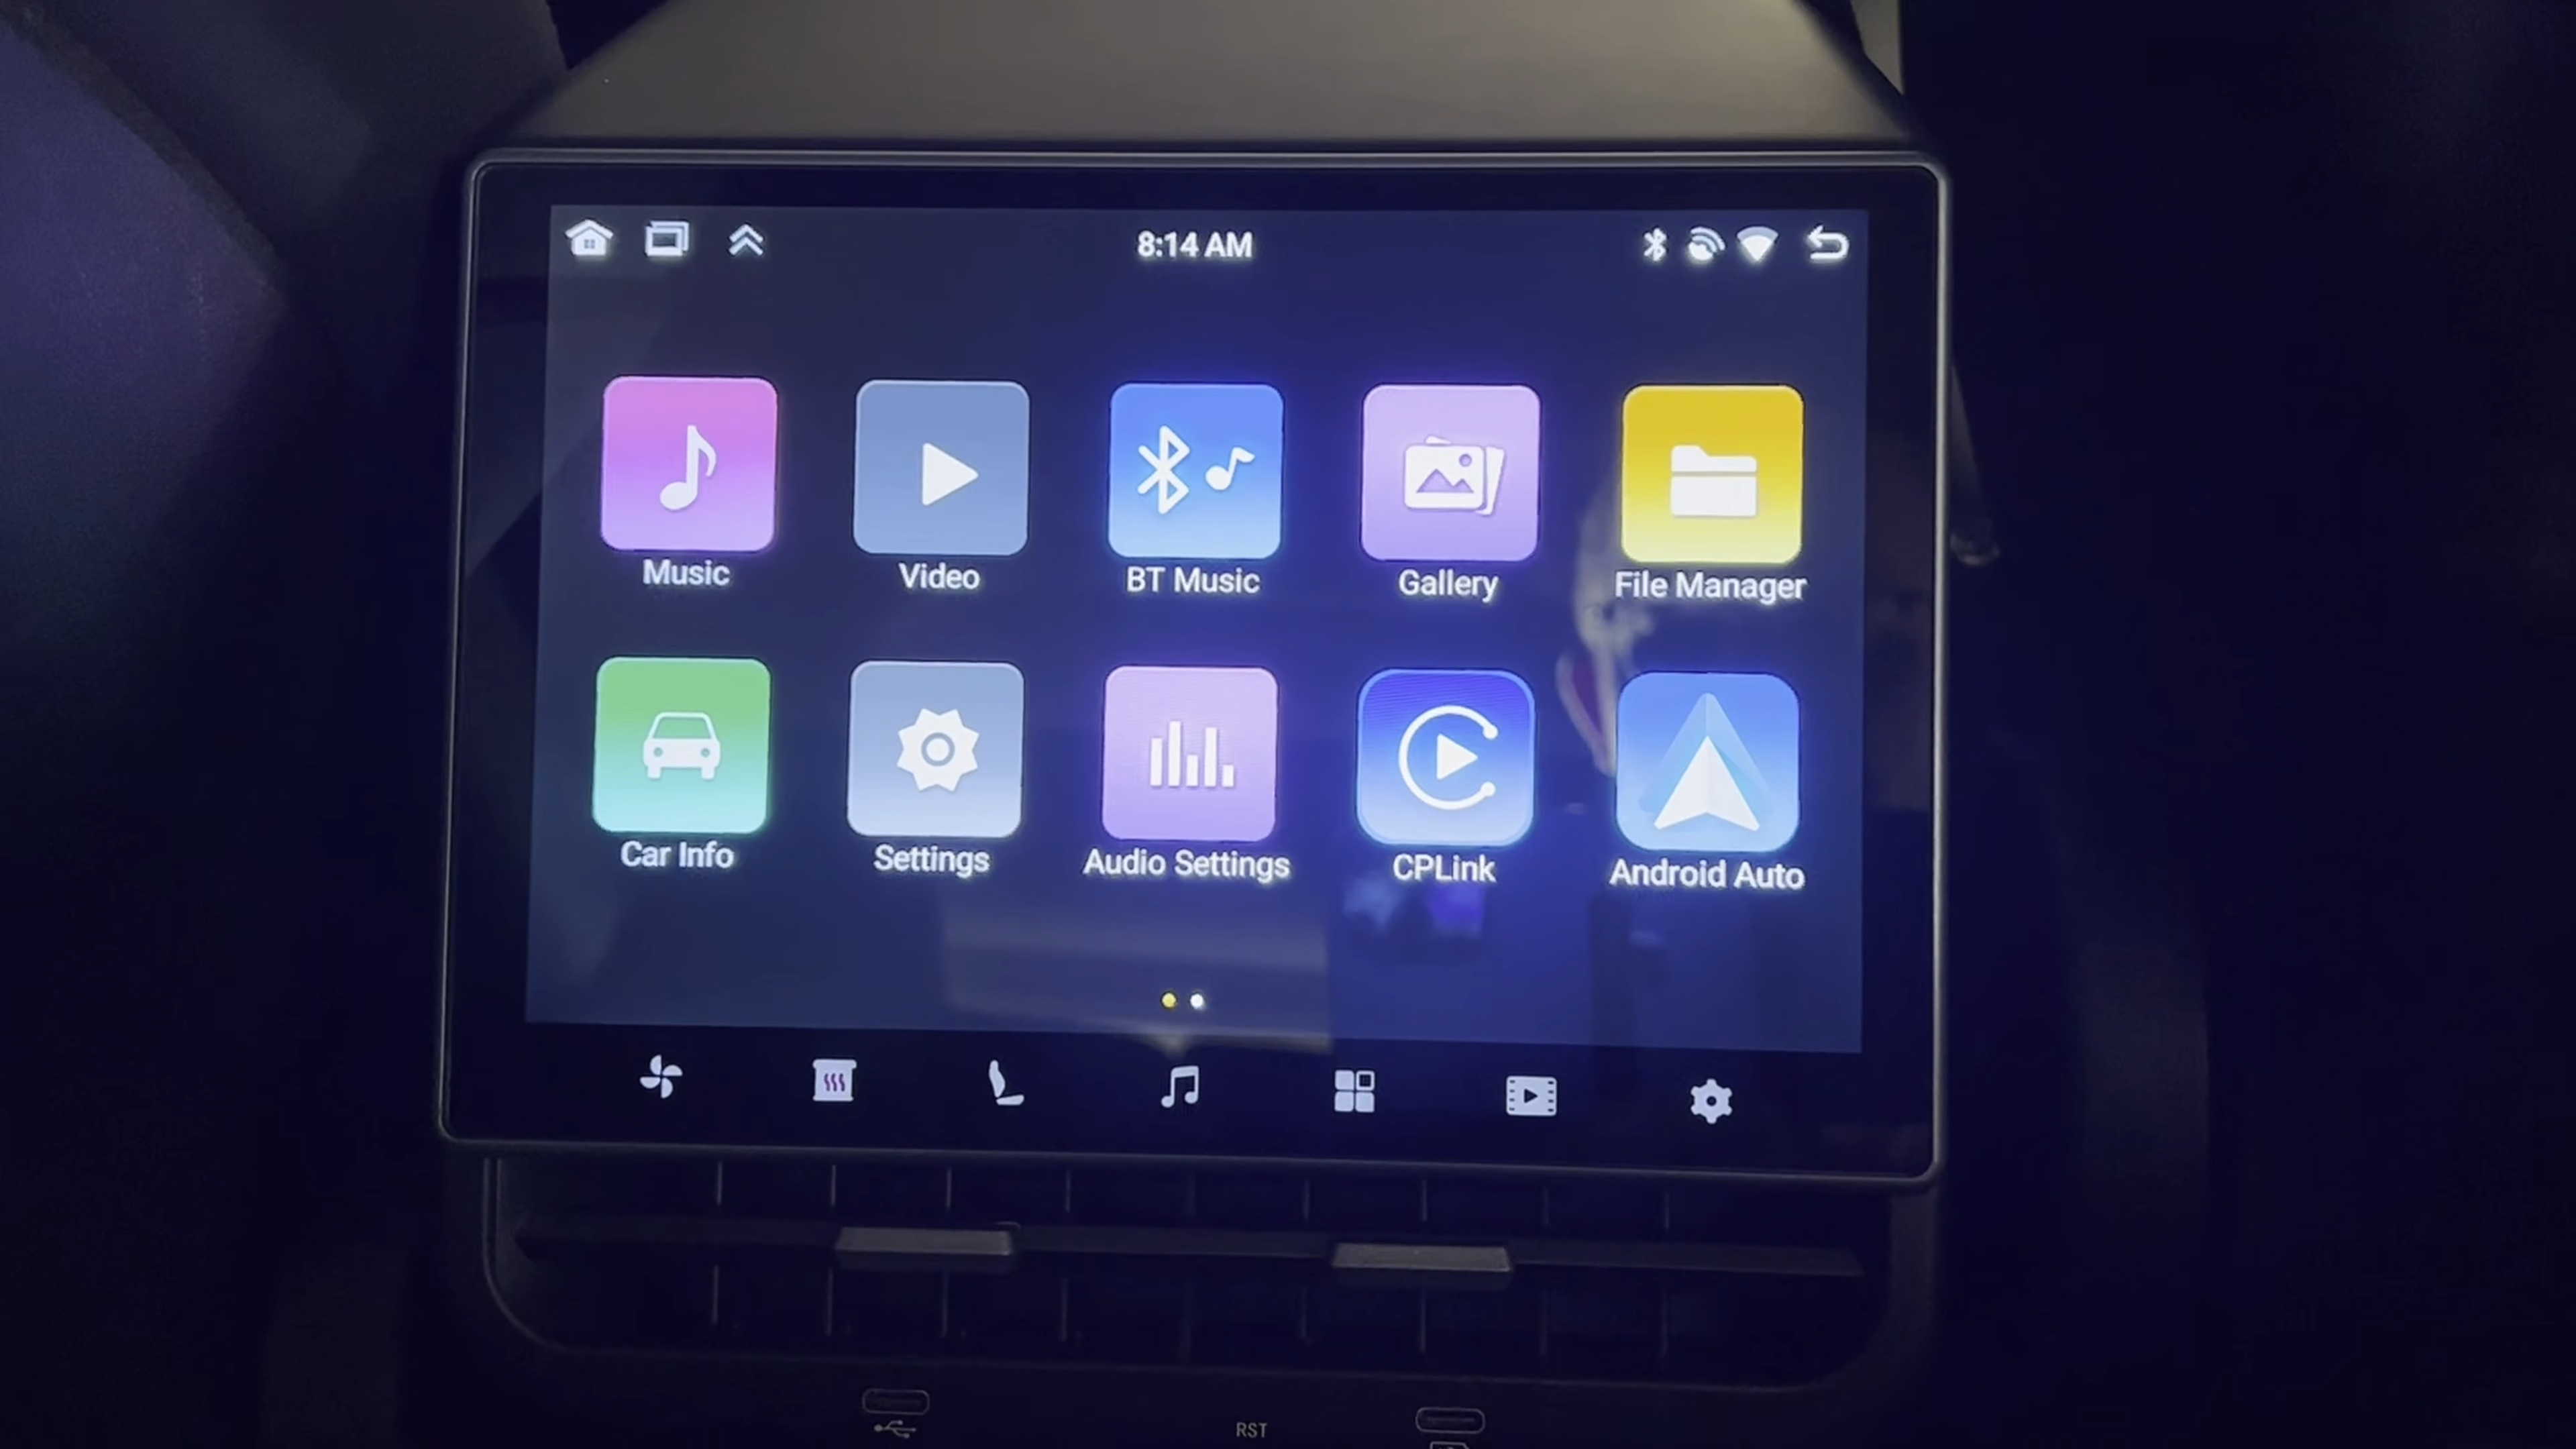 8:14 AM
Music
Video
BT Music
Gallery
File Manager
Car Info
Settings
Audio Settings
CPLink
Android Auto
RST